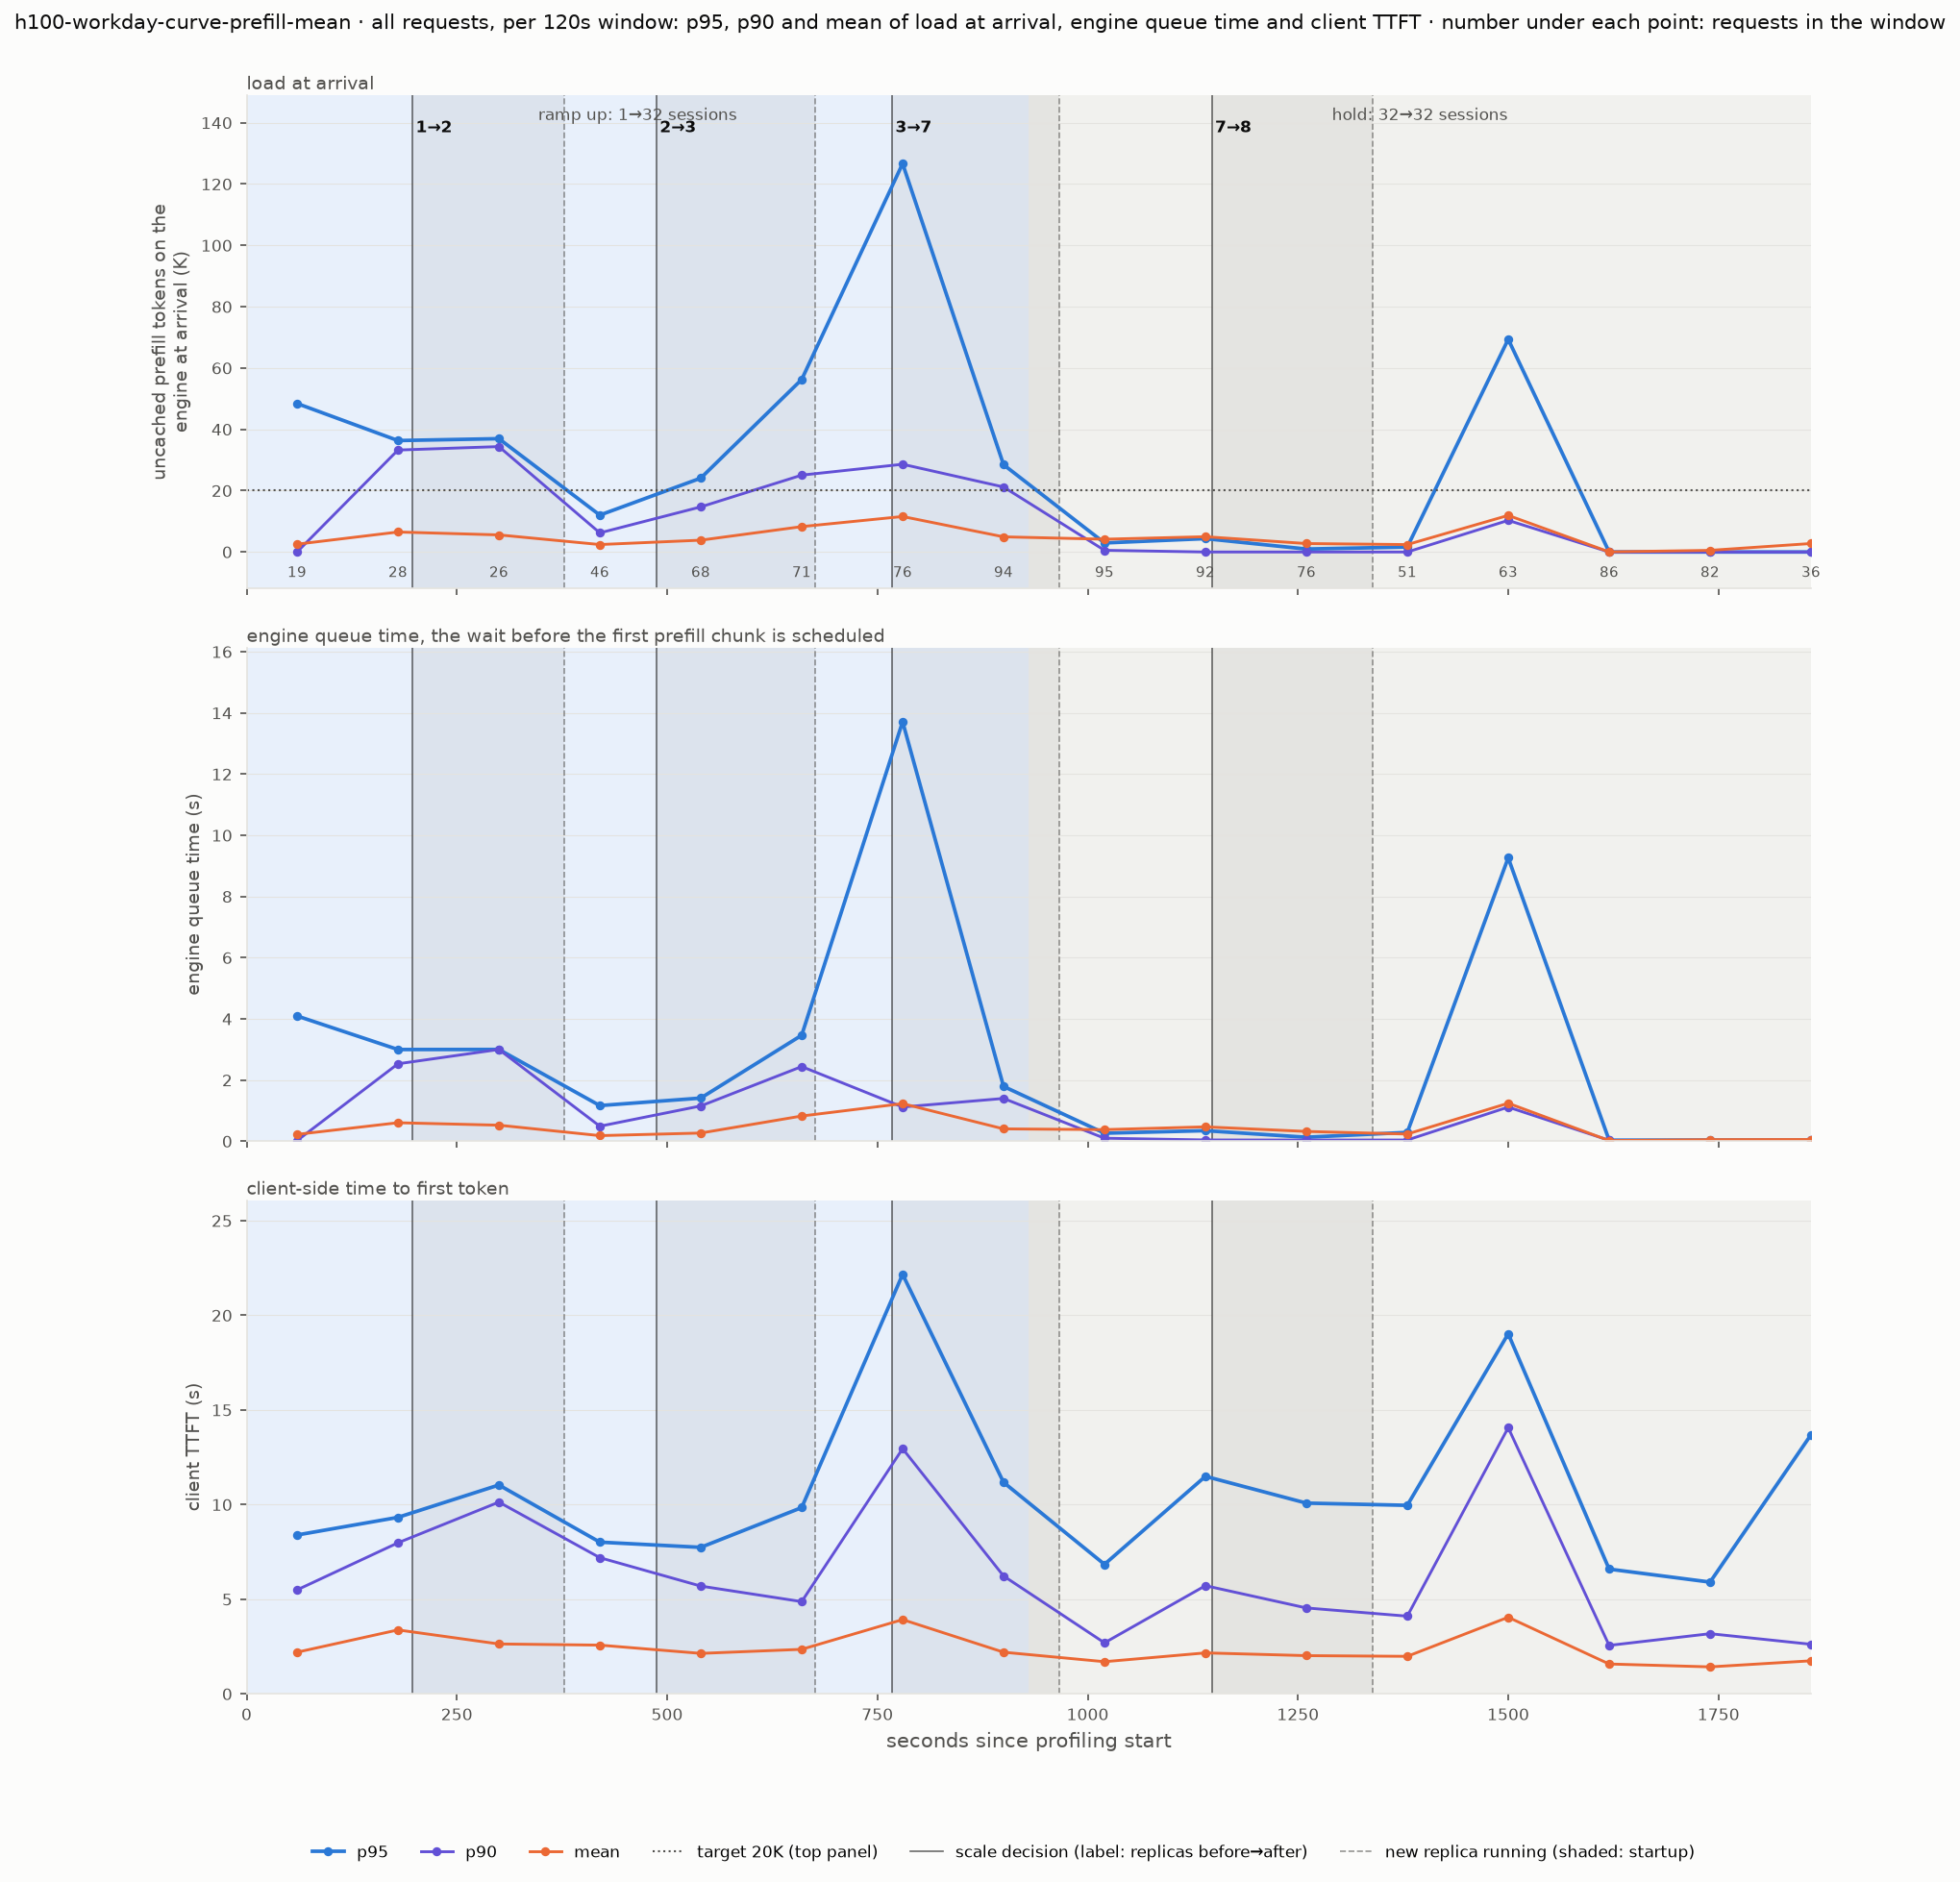 h100-workday-curve-prefill-mean · all requests, per 120s window: p95, p90 and mean of load at arrival, engine queue time and client TTFT · number under each point: requests in the window
load at arrival
ramp up: 1→32 sessions
hold: 32→32 sessions
1→2
2→3
3→7
7→8
uncached prefill tokens on the
engine at arrival (K)
140
120
100
80
60
40
20
0
19 28 26 46 68 71 76 94 95 92 76 51 63 86 82 36
engine queue time, the wait before the first prefill chunk is scheduled
engine queue time (s)
16
14
12
10
8
6
4
2
0
client-side time to first token
client TTFT (s)
25
20
15
10
5
0
0 250 500 750 1000 1250 1500 1750
seconds since profiling start
p95 p90 mean target 20K (top panel) scale decision (label: replicas before→after) new replica running (shaded: startup)